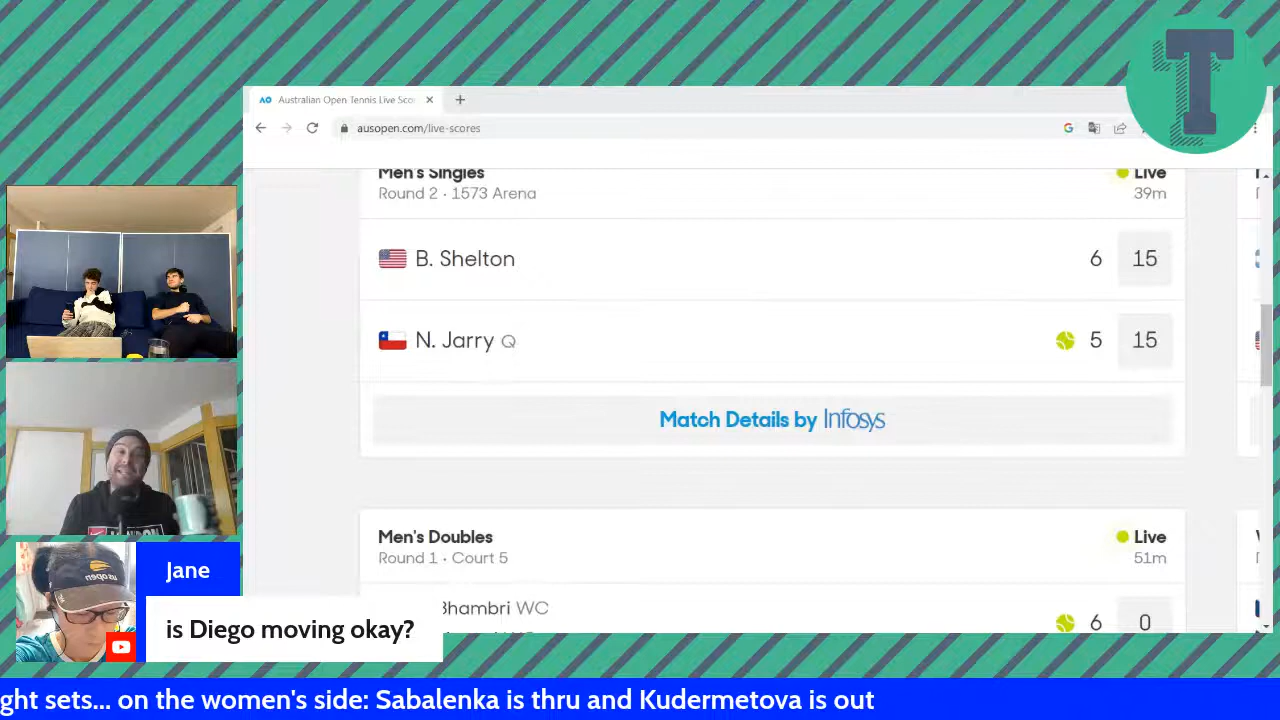 T
Australian Open Tennis Live Sco
ausopen.com/live-scores
Men's Singles
Live
Round 2 · 1573 Arena
39m
B. Shelton
6 15
N. Jarry Q
5 15
Match Details by Infosys
Men's Doubles
Live
Round 1 · Court 5
51m
Bhambri WC
6 0
Jane
is Diego moving okay?
ght sets... on the women's side: Sabalenka is thru and Kudermetova is out